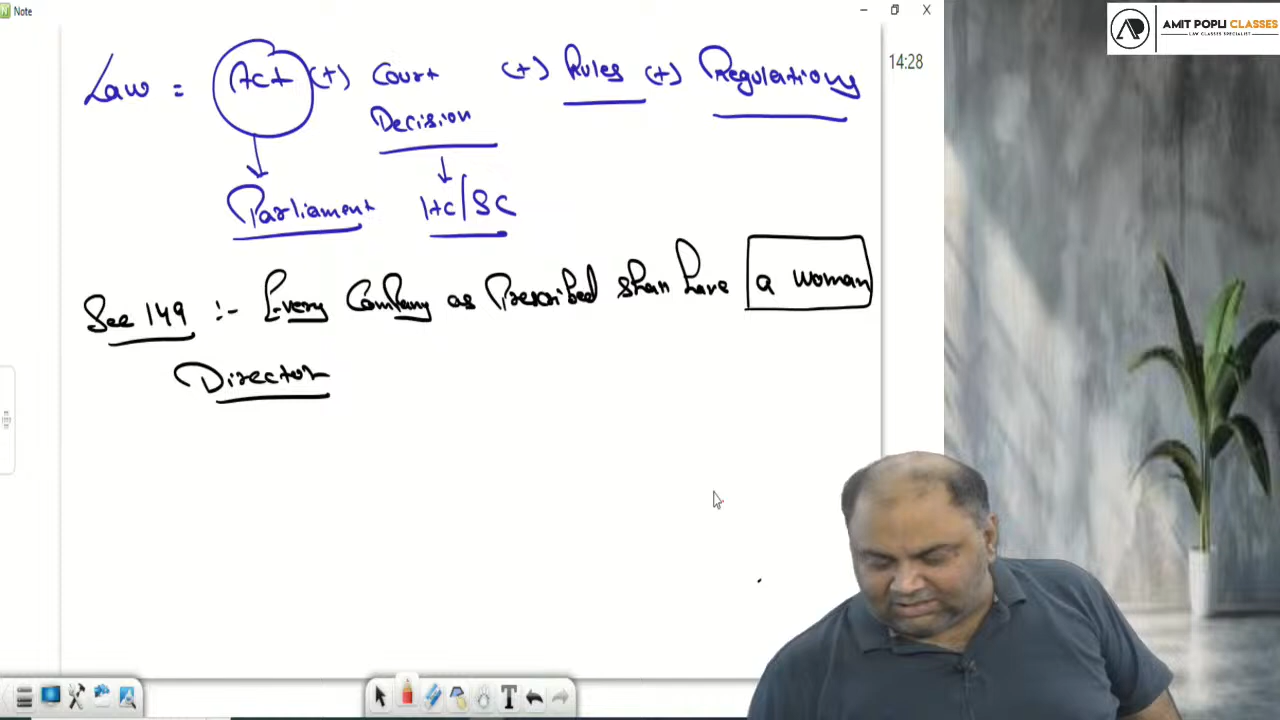 Note
AMIT POPLI CLASSES
LAW CLASSES SPECIALIST
14:28
Law = Act (+) Court (+) Rules (+) Regulations
Decision
Parliament HC/SC
Sec 149 :- Every Company as Prescribed shall have a woman
Director